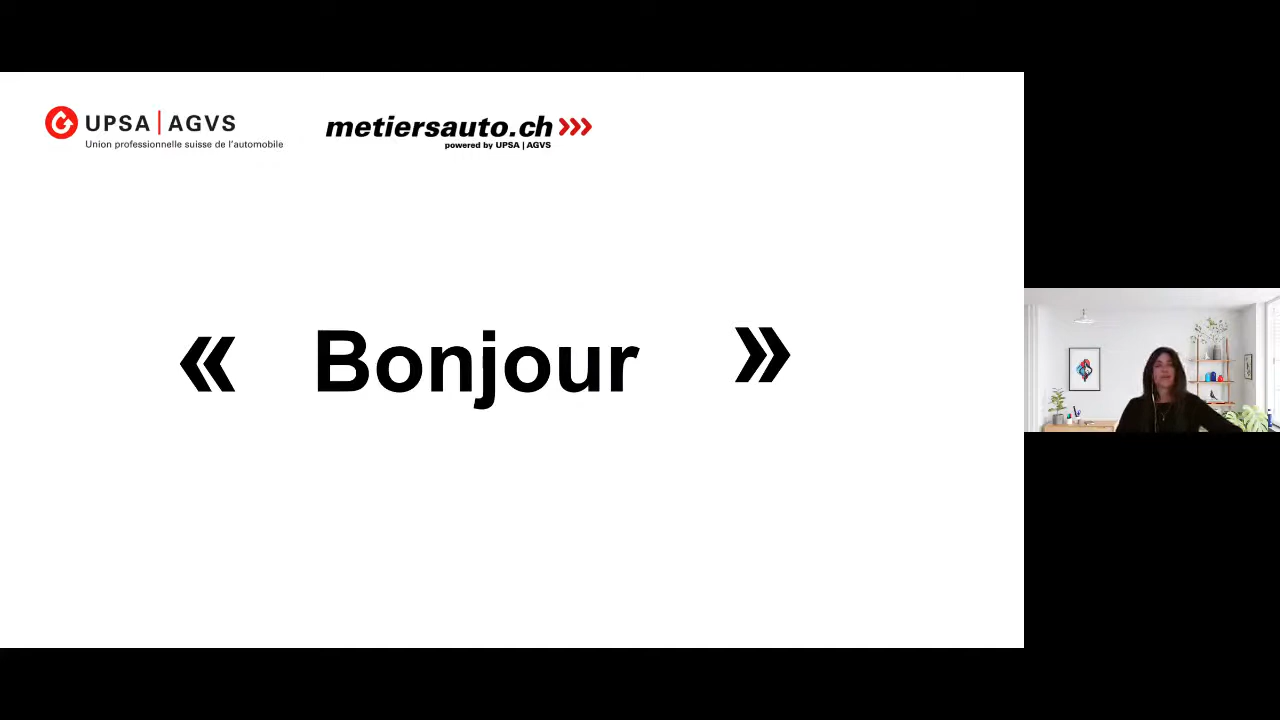 UPSA | AGVS
Union professionnelle suisse de l'automobile
metiersauto.ch
powered by UPSA | AGVS
« Bonjour »